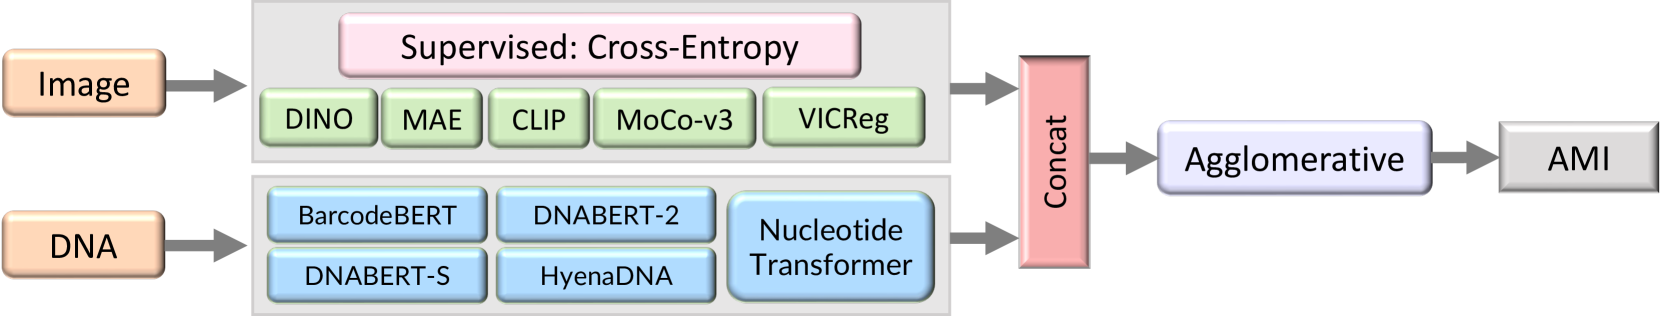 Image
Supervised: Cross-Entropy
DINO
MAE
CLIP
MoCo-v3
VICReg
DNA
BarcodeBERT
DNABERT-2
DNABERT-S
HyenaDNA
Nucleotide
Transformer
Concat
Agglomerative
AMI